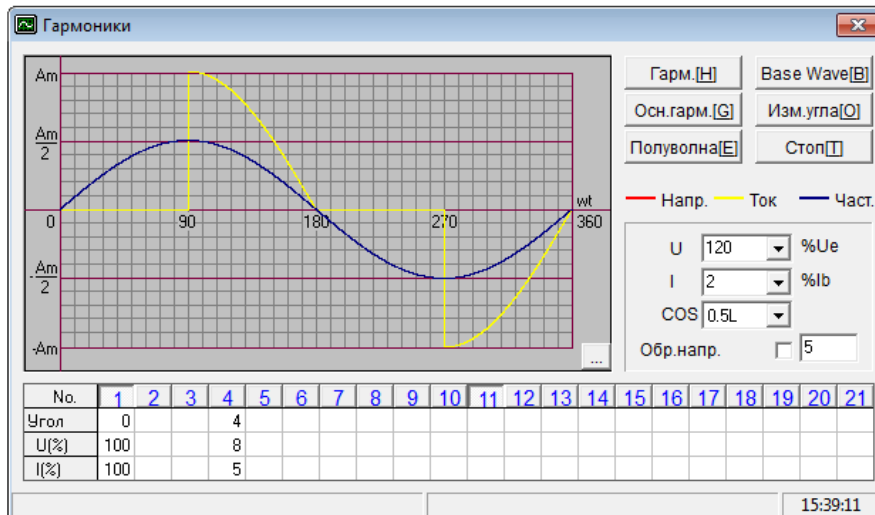 Гармоники
Am
Am
2
0
90
180
270
wt
360
-Am
2
-Am
...
Гарм.[H]
Base Wave[B]
Осн.гарм.[G]
Изм.угла[O]
Полуволна[E]
Стоп[T]
Напр.
Ток
Част.
U 120 %Ue
I 2 %Ib
COS 0.5L
Обр.напр. 5
No. 1 2 3 4 5 6 7 8 9 10 11 12 13 14 15 16 17 18 19 20 21
Угол 0 4
U(%) 100 8
I(%) 100 5
15:39:11